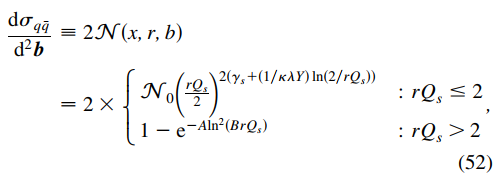 dσ_{qq̄}/d²b ≡ 2𝒩(x, r, b)
= 2 × { 𝒩₀(rQ_s/2)^{2(γ_s+(1/κλY) ln(2/rQ_s))} : rQ_s ≤ 2
1 − e^{−A ln²(BrQ_s)} : rQ_s > 2 ,
(52)